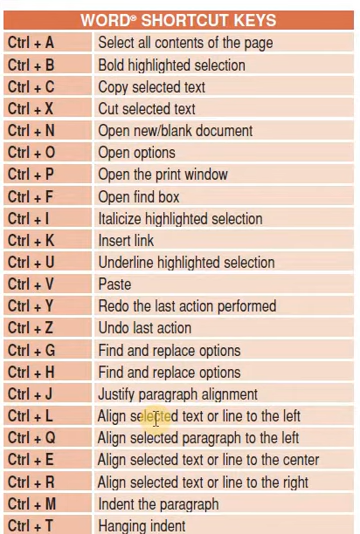 WORD® SHORTCUT KEYS
Ctrl + A Select all contents of the page
Ctrl + B Bold highlighted selection
Ctrl + C Copy selected text
Ctrl + X Cut selected text
Ctrl + N Open new/blank document
Ctrl + O Open options
Ctrl + P Open the print window
Ctrl + F Open find box
Ctrl + I Italicize highlighted selection
Ctrl + K Insert link
Ctrl + U Underline highlighted selection
Ctrl + V Paste
Ctrl + Y Redo the last action performed
Ctrl + Z Undo last action
Ctrl + G Find and replace options
Ctrl + H Find and replace options
Ctrl + J Justify paragraph alignment
Ctrl + L Align selected text or line to the left
Ctrl + Q Align selected paragraph to the left
Ctrl + E Align selected text or line to the center
Ctrl + R Align selected text or line to the right
Ctrl + M Indent the paragraph
Ctrl + T Hanging indent